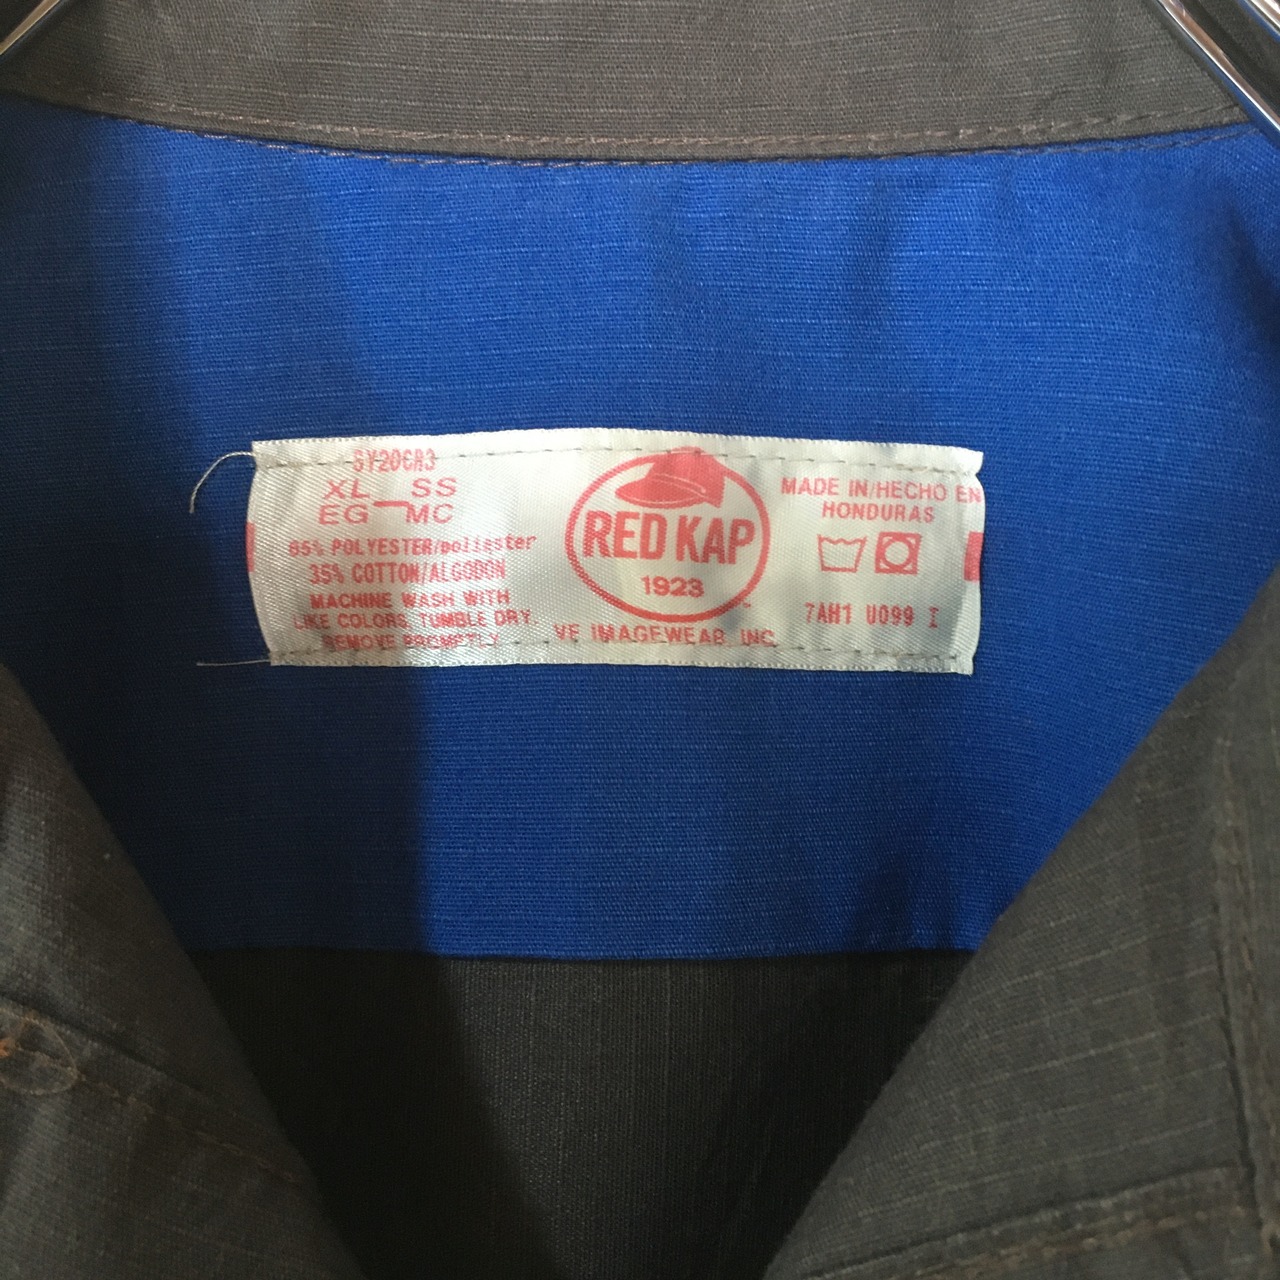 SY20CR3
XL SS
EG MC
65% POLYESTER/poliester
35% COTTON/ALGODON
MACHINE WASH WITH
LIKE COLORS, TUMBLE DRY.
REMOVE PROMPTLY
RED KAP
1923
VF IMAGEWEAR, INC.
MADE IN/HECHO EN
HONDURAS
7AH1 U099 I